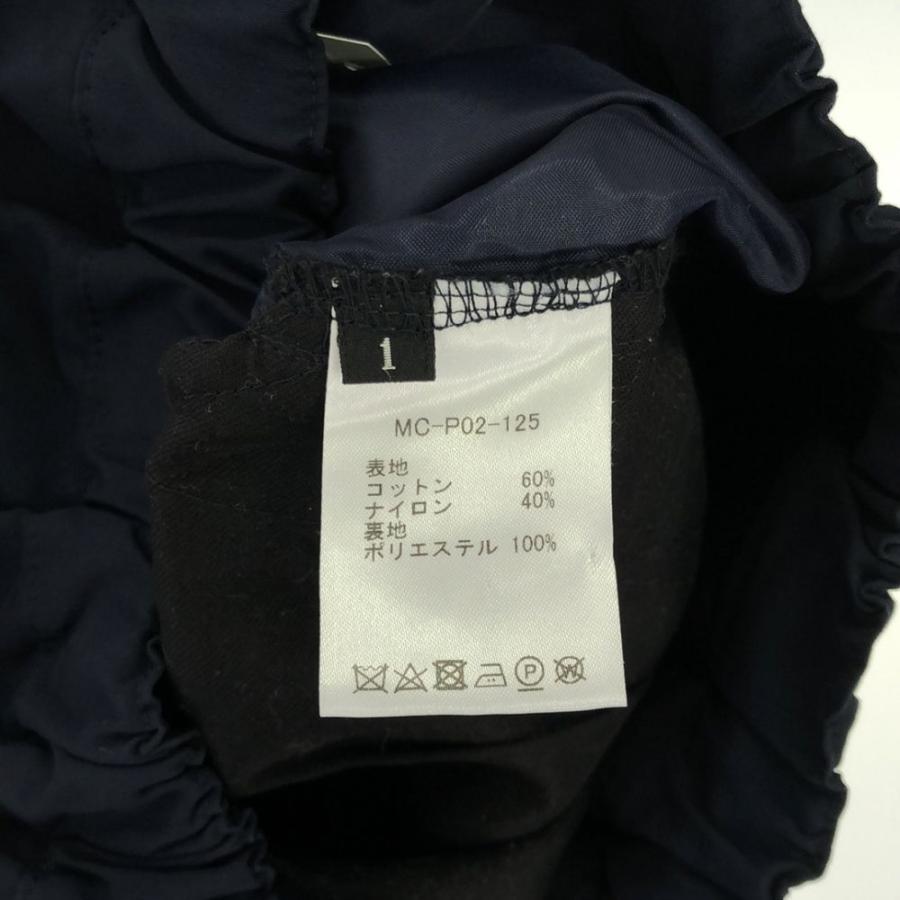 1
MC-P02-125
表地
コットン 60%
ナイロン 40%
裏地
ポリエステル 100%
P W